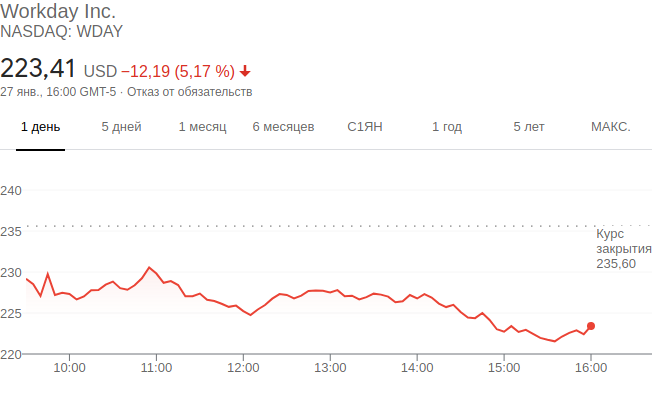 Workday Inc.
NASDAQ: WDAY
223,41 USD −12,19 (5,17 %)
27 янв., 16:00 GMT-5 · Отказ от обязательств
1 день 5 дней 1 месяц 6 месяцев С1ЯН 1 год 5 лет МАКС.
240
235
230
225
220
Курс
закрытия
235,60
10:00 11:00 12:00 13:00 14:00 15:00 16:00